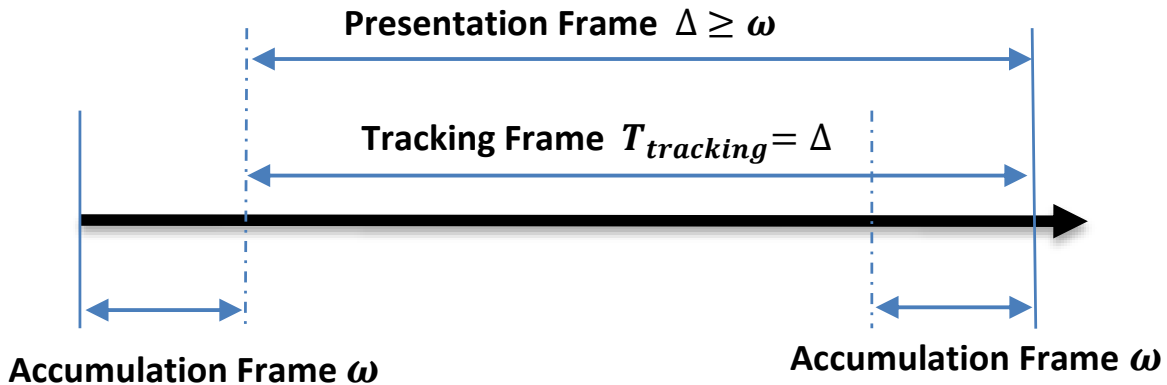 Presentation Frame Δ ≥ ω
Tracking Frame T_tracking = Δ
Accumulation Frame ω
Accumulation Frame ω